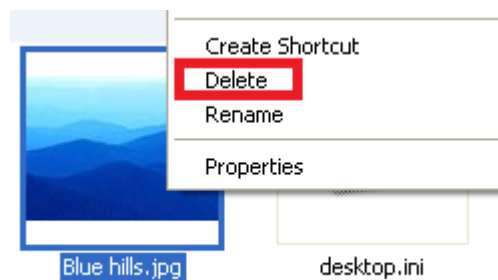 Create Shortcut
Delete
Rename
Properties
Blue hills.jpg
desktop.ini